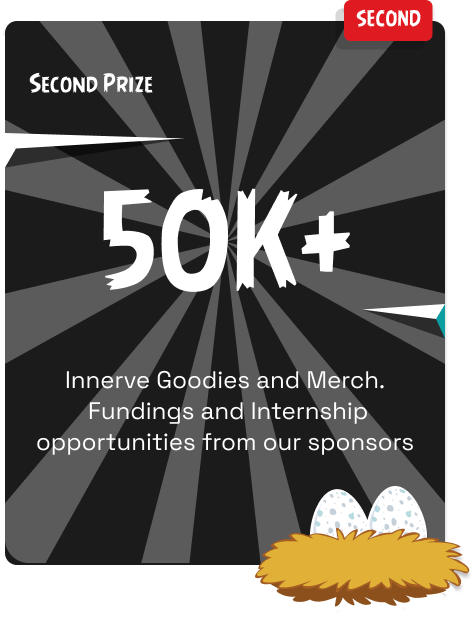 SECOND
SECOND PRIZE
50K+
Innerve Goodies and Merch.
Fundings and Internship
opportunities from our sponsors